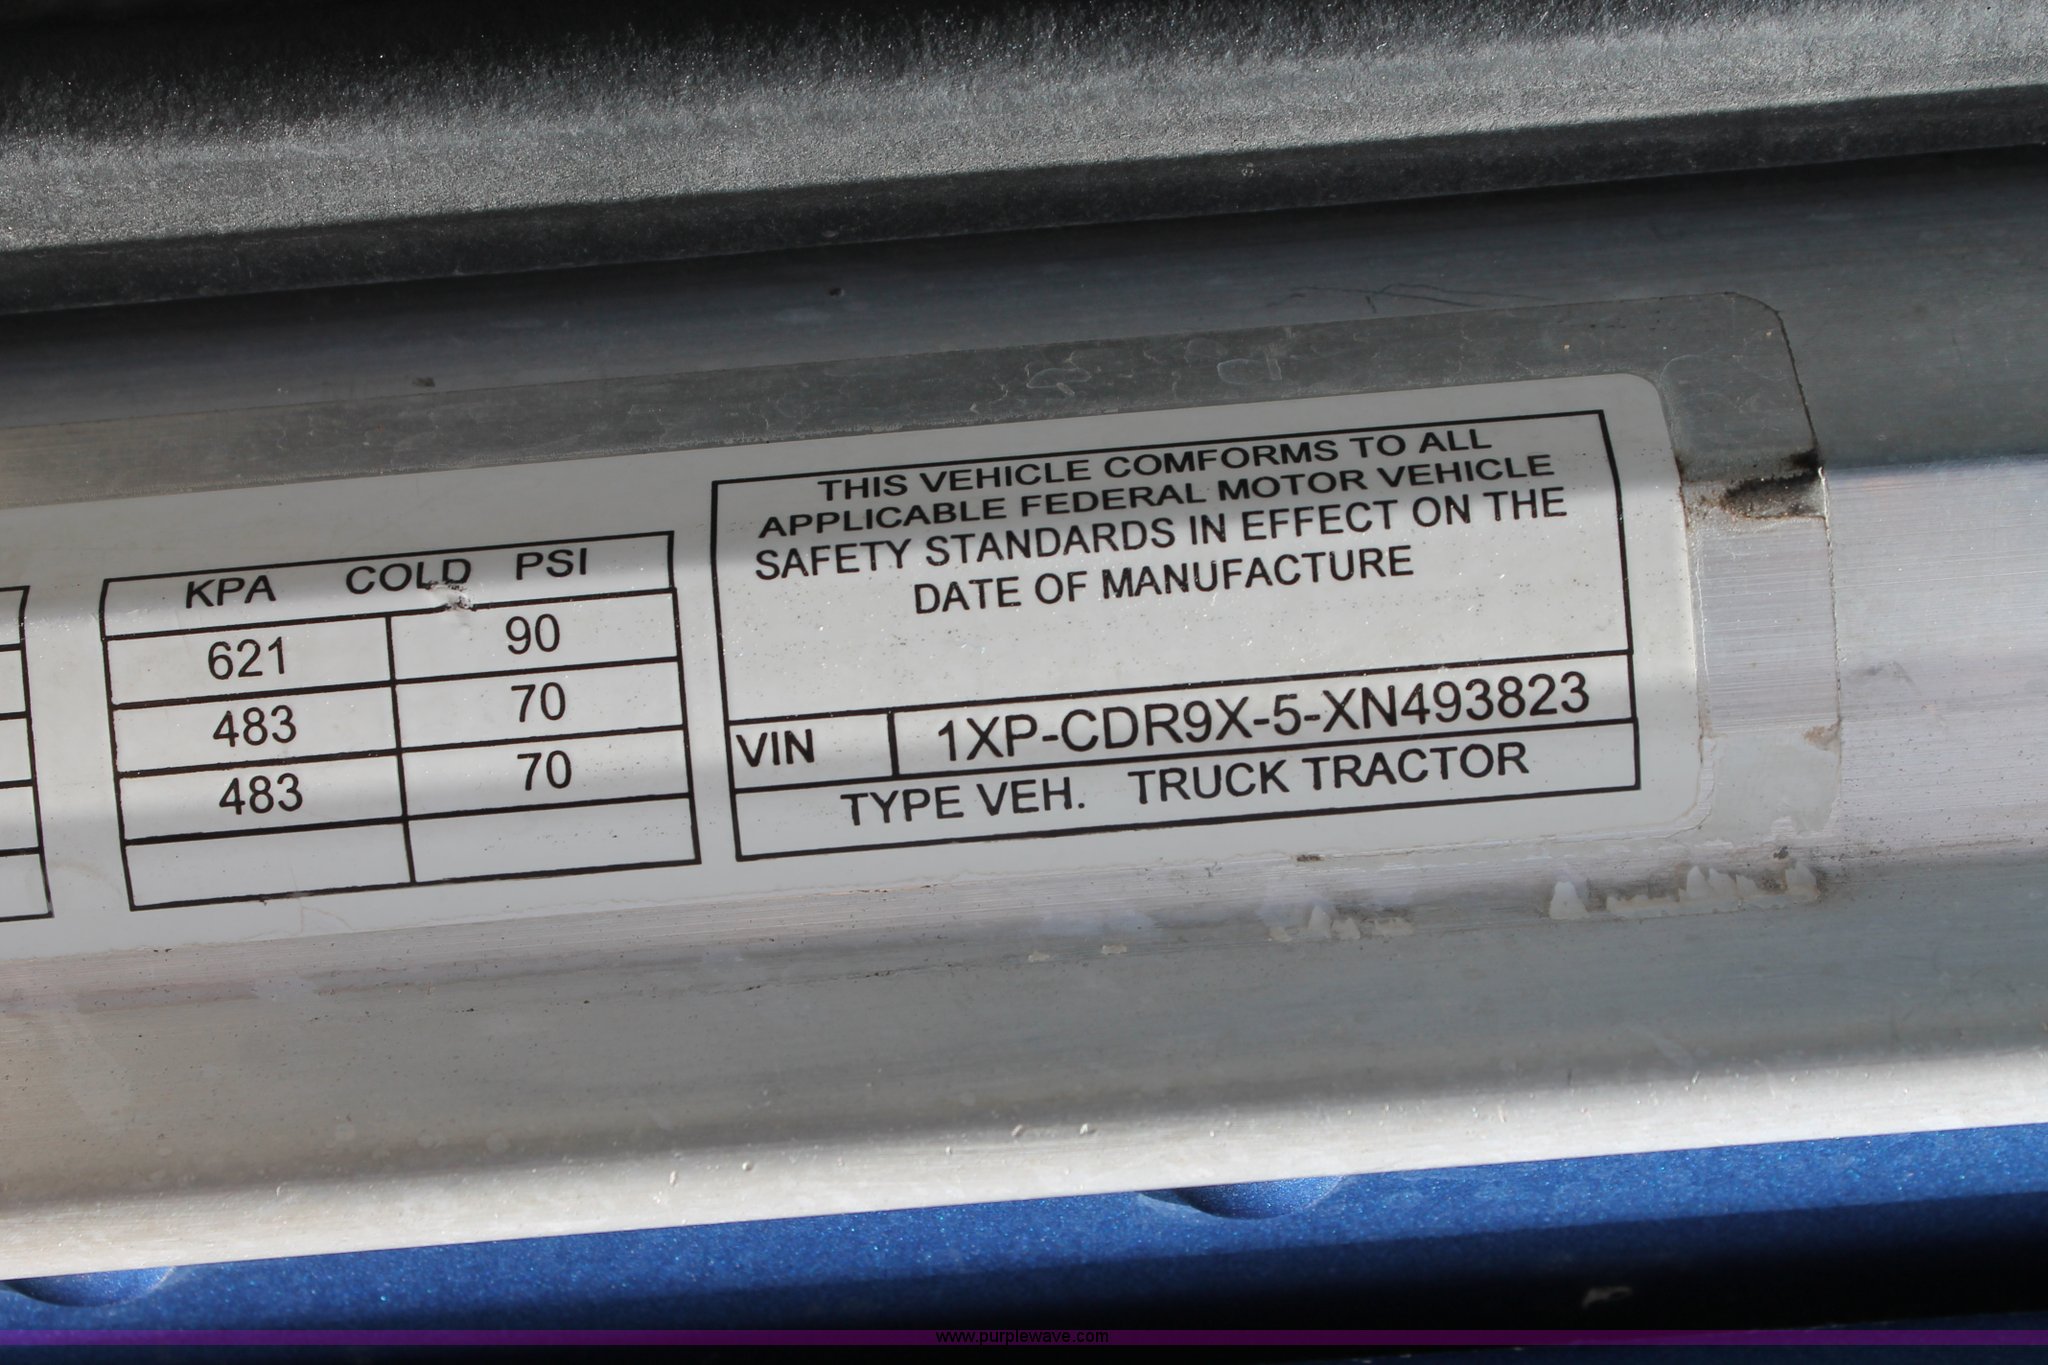 KPA COLD PSI
621 90
483 70
483 70
THIS VEHICLE COMFORMS TO ALL
APPLICABLE FEDERAL MOTOR VEHICLE
SAFETY STANDARDS IN EFFECT ON THE
DATE OF MANUFACTURE
VIN 1XP-CDR9X-5-XN493823
TYPE VEH. TRUCK TRACTOR
www.purplewave.com